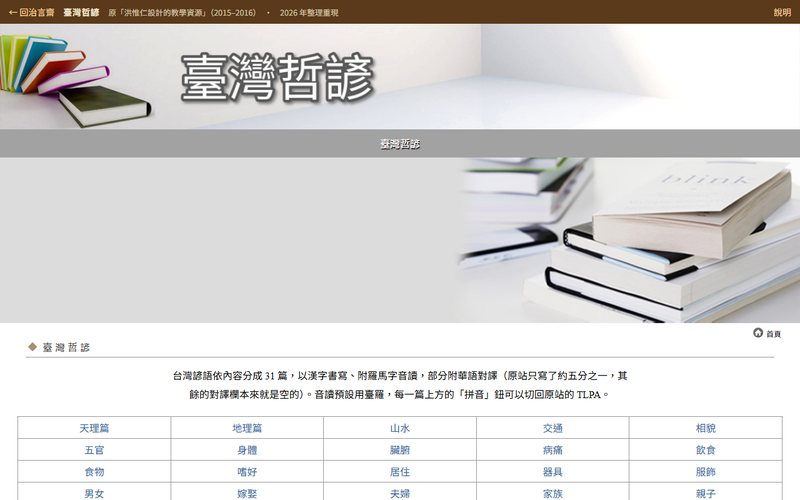 ← 回治言齋 臺灣哲諺 原「洪惟仁設計的教學資源」（2015–2016） · 2026 年整理重現 說明
臺灣哲諺
臺灣哲諺
blink
首頁
臺灣哲諺
台灣諺語依內容分成 31 篇，以漢字書寫、附羅馬字音讀，部分附華語對譯（原站只寫了約五分之一，其
餘的對譯欄本來就是空的）。音讀預設用臺羅，每一篇上方的「拼音」鈕可以切回原站的 TLPA。
天理篇 地理篇 山水 交通 相貌
五官 身體 臟腑 病痛 飲食
食物 嗜好 居住 器具 服飾
男女 嫁娶 夫婦 家族 親子